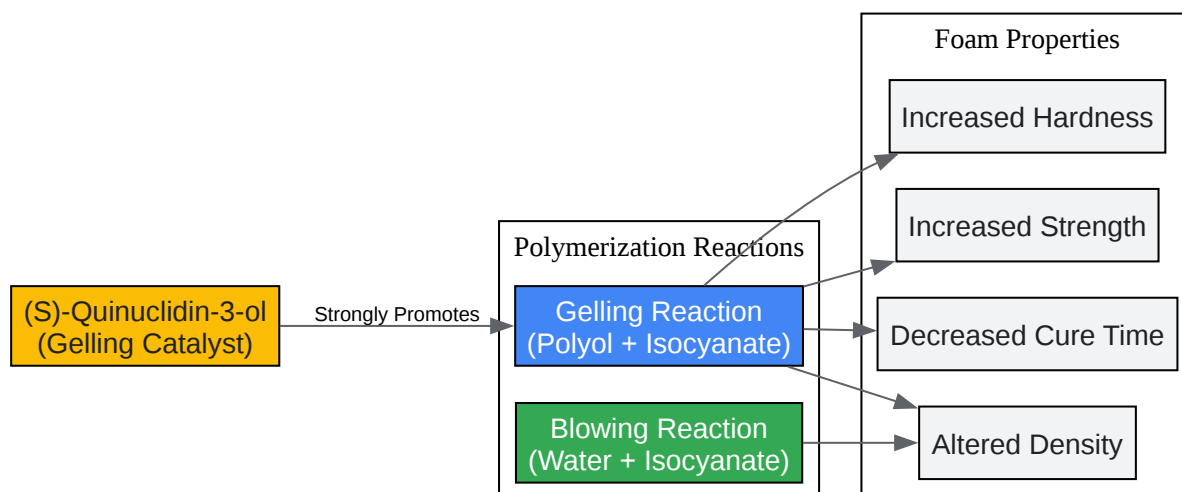 (S)-Quinuclidin-3-ol
(Gelling Catalyst)
Strongly Promotes
Polymerization Reactions
Gelling Reaction
(Polyol + Isocyanate)
Blowing Reaction
(Water + Isocyanate)
Foam Properties
Increased Hardness
Increased Strength
Decreased Cure Time
Altered Density